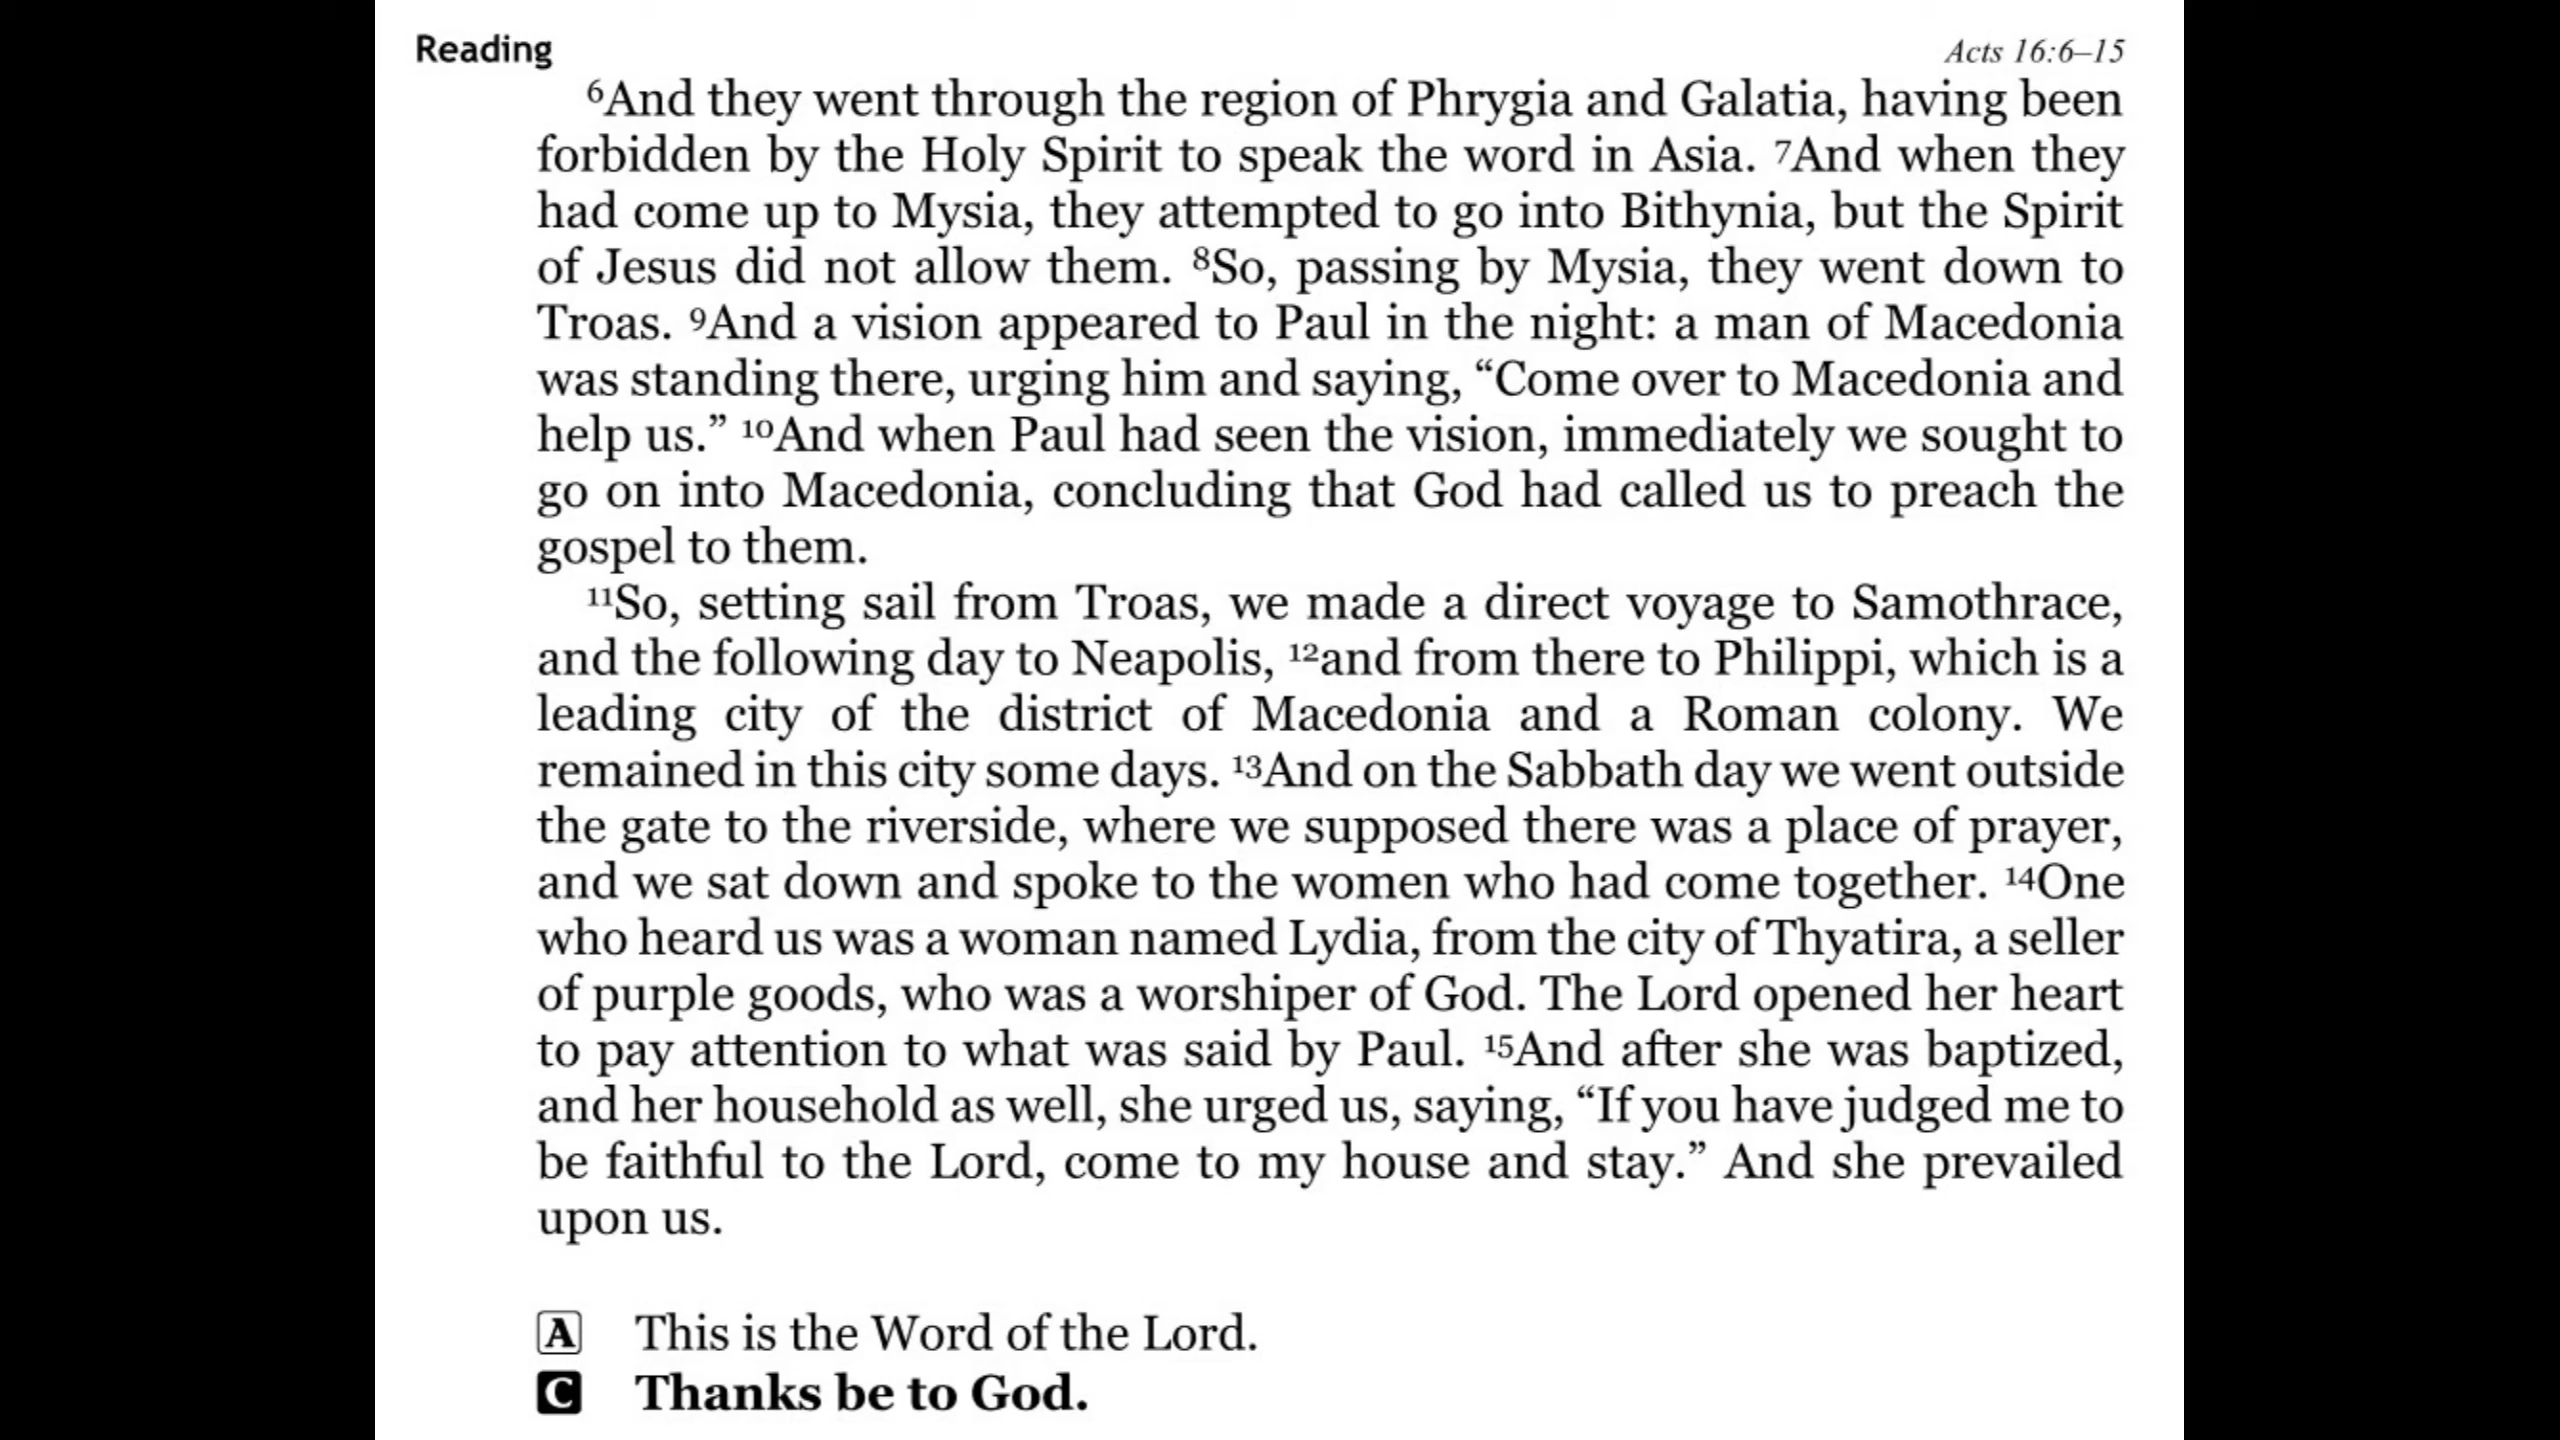 Reading Acts 16:6–15
⁶And they went through the region of Phrygia and Galatia, having been
forbidden by the Holy Spirit to speak the word in Asia. ⁷And when they
had come up to Mysia, they attempted to go into Bithynia, but the Spirit
of Jesus did not allow them. ⁸So, passing by Mysia, they went down to
Troas. ⁹And a vision appeared to Paul in the night: a man of Macedonia
was standing there, urging him and saying, “Come over to Macedonia and
help us.” ¹⁰And when Paul had seen the vision, immediately we sought to
go on into Macedonia, concluding that God had called us to preach the
gospel to them.
¹¹So, setting sail from Troas, we made a direct voyage to Samothrace,
and the following day to Neapolis, ¹²and from there to Philippi, which is a
leading city of the district of Macedonia and a Roman colony. We
remained in this city some days. ¹³And on the Sabbath day we went outside
the gate to the riverside, where we supposed there was a place of prayer,
and we sat down and spoke to the women who had come together. ¹⁴One
who heard us was a woman named Lydia, from the city of Thyatira, a seller
of purple goods, who was a worshiper of God. The Lord opened her heart
to pay attention to what was said by Paul. ¹⁵And after she was baptized,
and her household as well, she urged us, saying, “If you have judged me to
be faithful to the Lord, come to my house and stay.” And she prevailed
upon us.
A This is the Word of the Lord.
C Thanks be to God.